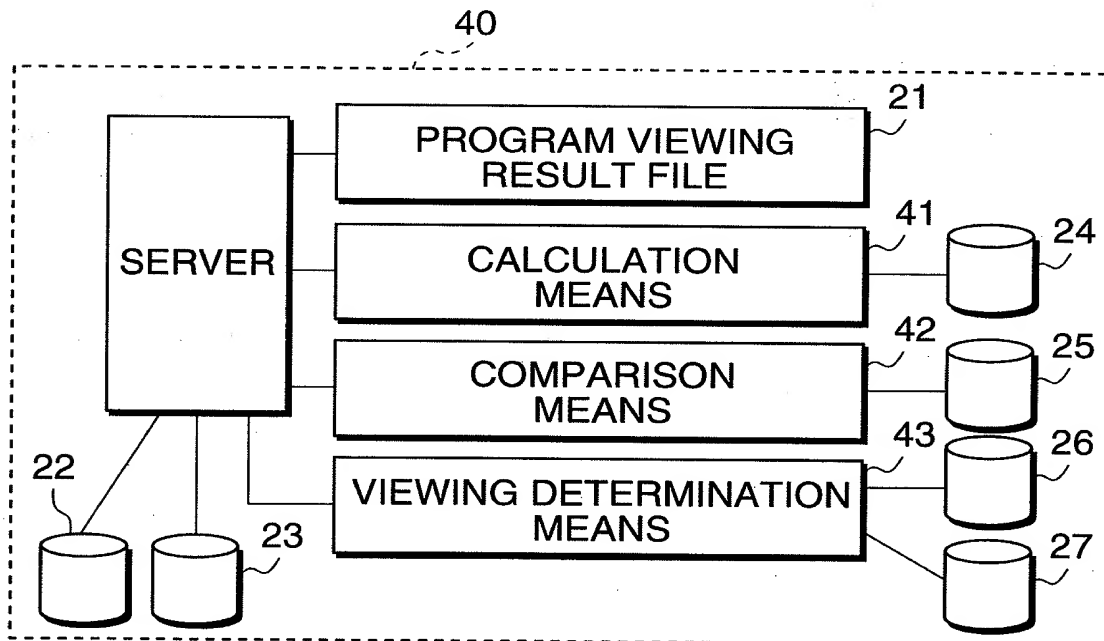 40
21
PROGRAM VIEWING
RESULT FILE
41
24
SERVER
CALCULATION
MEANS
42
25
COMPARISON
MEANS
43
26
22
VIEWING DETERMINATION
MEANS
23
27